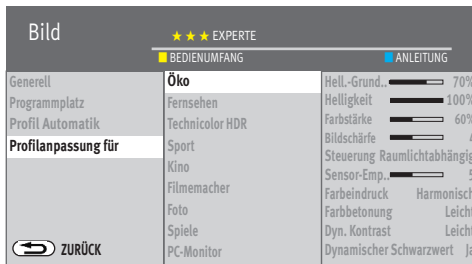 Bild
★ ★ ★ EXPERTE
BEDIENUMFANG
ANLEITUNG
Generell
Programmplatz
Profil Automatik
Profilanpassung für
ZURÜCK
Öko
Fernsehen
Technicolor HDR
Sport
Kino
Filmemacher
Foto
Spiele
PC-Monitor
Hell.-Grund.. 70%
Helligkeit 100%
Farbstärke 60%
Bildschärfe
Steuerung Raumlichtabhängig
Sensor-Emp.. 5
Farbeindruck Harmonisch
Farbbetonung Leicht
Dyn. Kontrast Leicht
Dynamischer Schwarzwert Ja